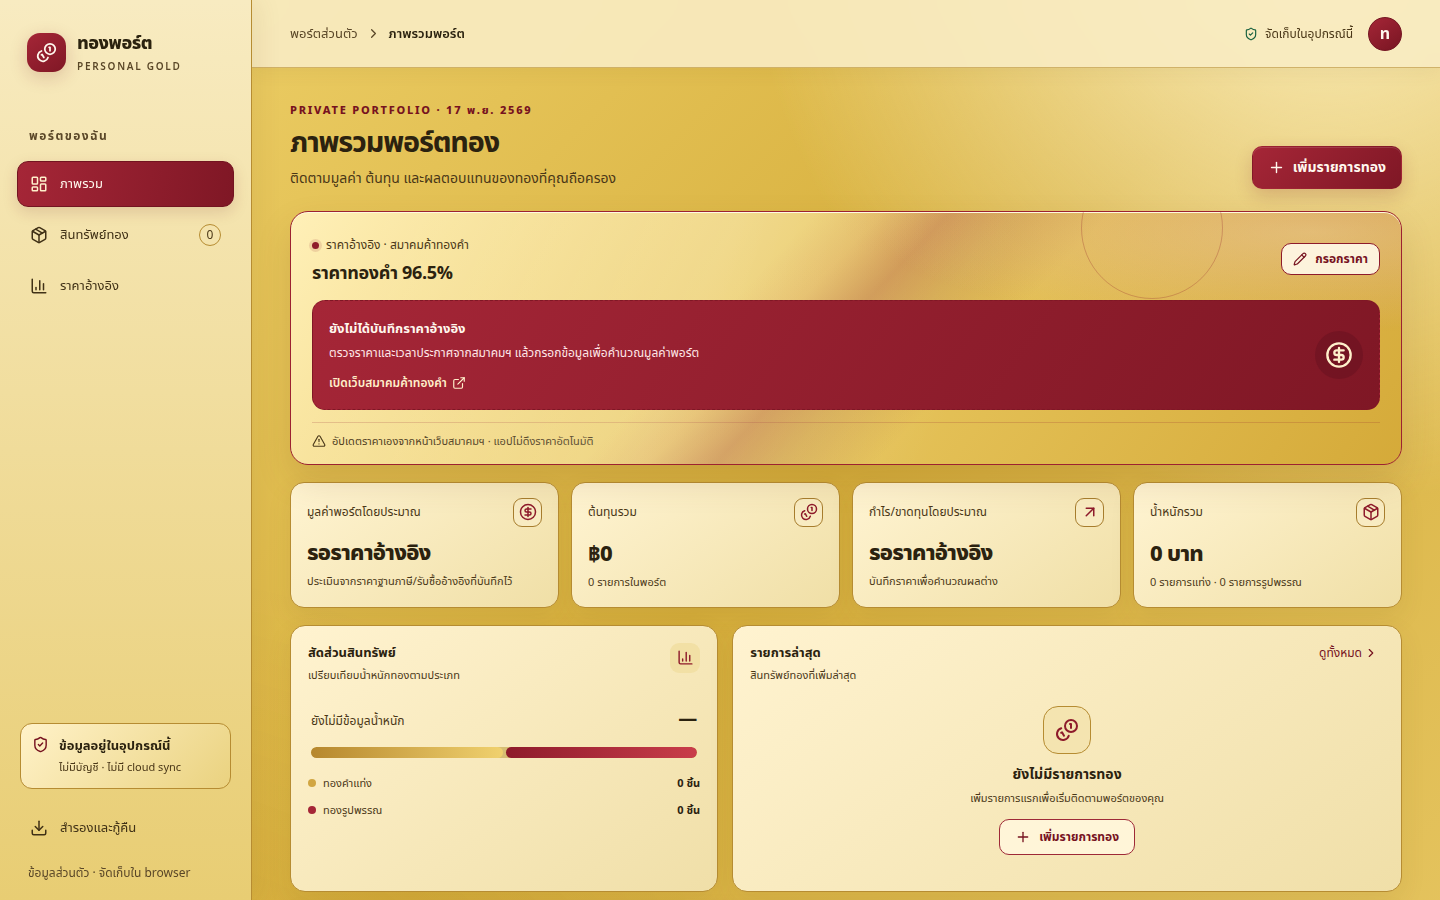 ทองพอร์ต
PERSONAL GOLD
พอร์ตของฉัน
ภาพรวม
สินทรัพย์ทอง 0
ราคาอ้างอิง
ข้อมูลอยู่ในอุปกรณ์นี้
ไม่มีบัญชี · ไม่มี cloud sync
สำรองและกู้คืน
ข้อมูลส่วนตัว · จัดเก็บใน browser
พอร์ตส่วนตัว > ภาพรวมพอร์ต
จัดเก็บในอุปกรณ์นี้ ท
PRIVATE PORTFOLIO · 17 พ.ย. 2569
ภาพรวมพอร์ตทอง
ติดตามมูลค่า ต้นทุน และผลตอบแทนของทองที่คุณถือครอง
เพิ่มรายการทอง
ราคาอ้างอิง · สมาคมค้าทองคำ
ราคาทองคำ 96.5%
กรอกราคา
ยังไม่ได้บันทึกราคาอ้างอิง
ตรวจราคาและเวลาประกาศจากสมาคมฯ แล้วกรอกข้อมูลเพื่อคำนวณมูลค่าพอร์ต
เปิดเว็บสมาคมค้าทองคำ
อัปเดตราคาเองจากหน้าเว็บสมาคมฯ · แอปไม่ดึงราคาอัตโนมัติ
มูลค่าพอร์ตโดยประมาณ
รอราคาอ้างอิง
ประเมินจากราคาฐานภาษี/รับซื้ออ้างอิงที่บันทึกไว้
ต้นทุนรวม
฿0
0 รายการในพอร์ต
กำไร/ขาดทุนโดยประมาณ
รอราคาอ้างอิง
บันทึกราคาเพื่อคำนวณผลต่าง
น้ำหนักรวม
0 บาท
0 รายการแท่ง · 0 รายการรูปพรรณ
สัดส่วนสินทรัพย์
เปรียบเทียบน้ำหนักทองตามประเภท
ยังไม่มีข้อมูลน้ำหนัก —
ทองคำแท่ง 0 ชิ้น
ทองรูปพรรณ 0 ชิ้น
รายการล่าสุด
สินทรัพย์ทองที่เพิ่มล่าสุด
ดูทั้งหมด
ยังไม่มีรายการทอง
เพิ่มรายการแรกเพื่อเริ่มติดตามพอร์ตของคุณ
เพิ่มรายการทอง